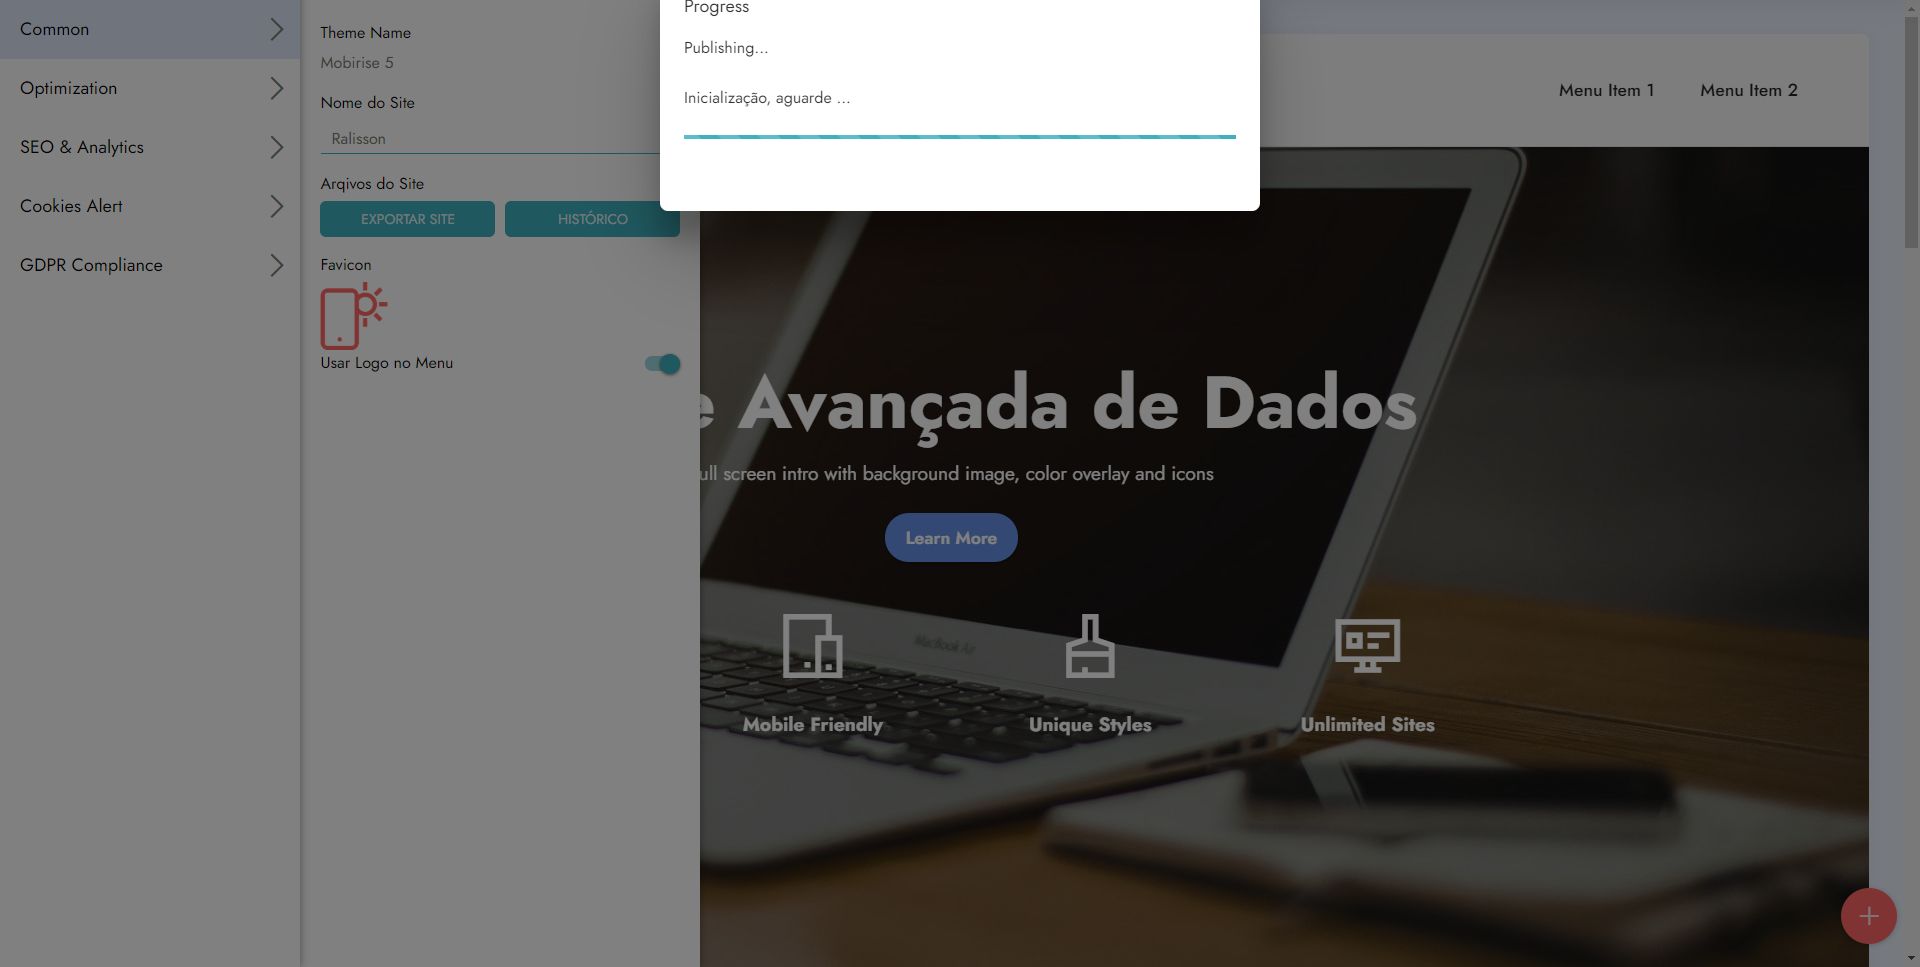 Common
Optimization
SEO & Analytics
Cookies Alert
GDPR Compliance
Theme Name
Mobirise 5
Nome do Site
Ralisson
Arqivos do Site
EXPORTAR SITE
HISTÓRICO
Favicon
Usar Logo no Menu
Progress
Publishing...
Inicialização, aguarde ...
Menu Item 1
Menu Item 2
e Avançada de Dados
ull screen intro with background image, color overlay and icons
Learn More
MacBook Air
Mobile Friendly
Unique Styles
Unlimited Sites